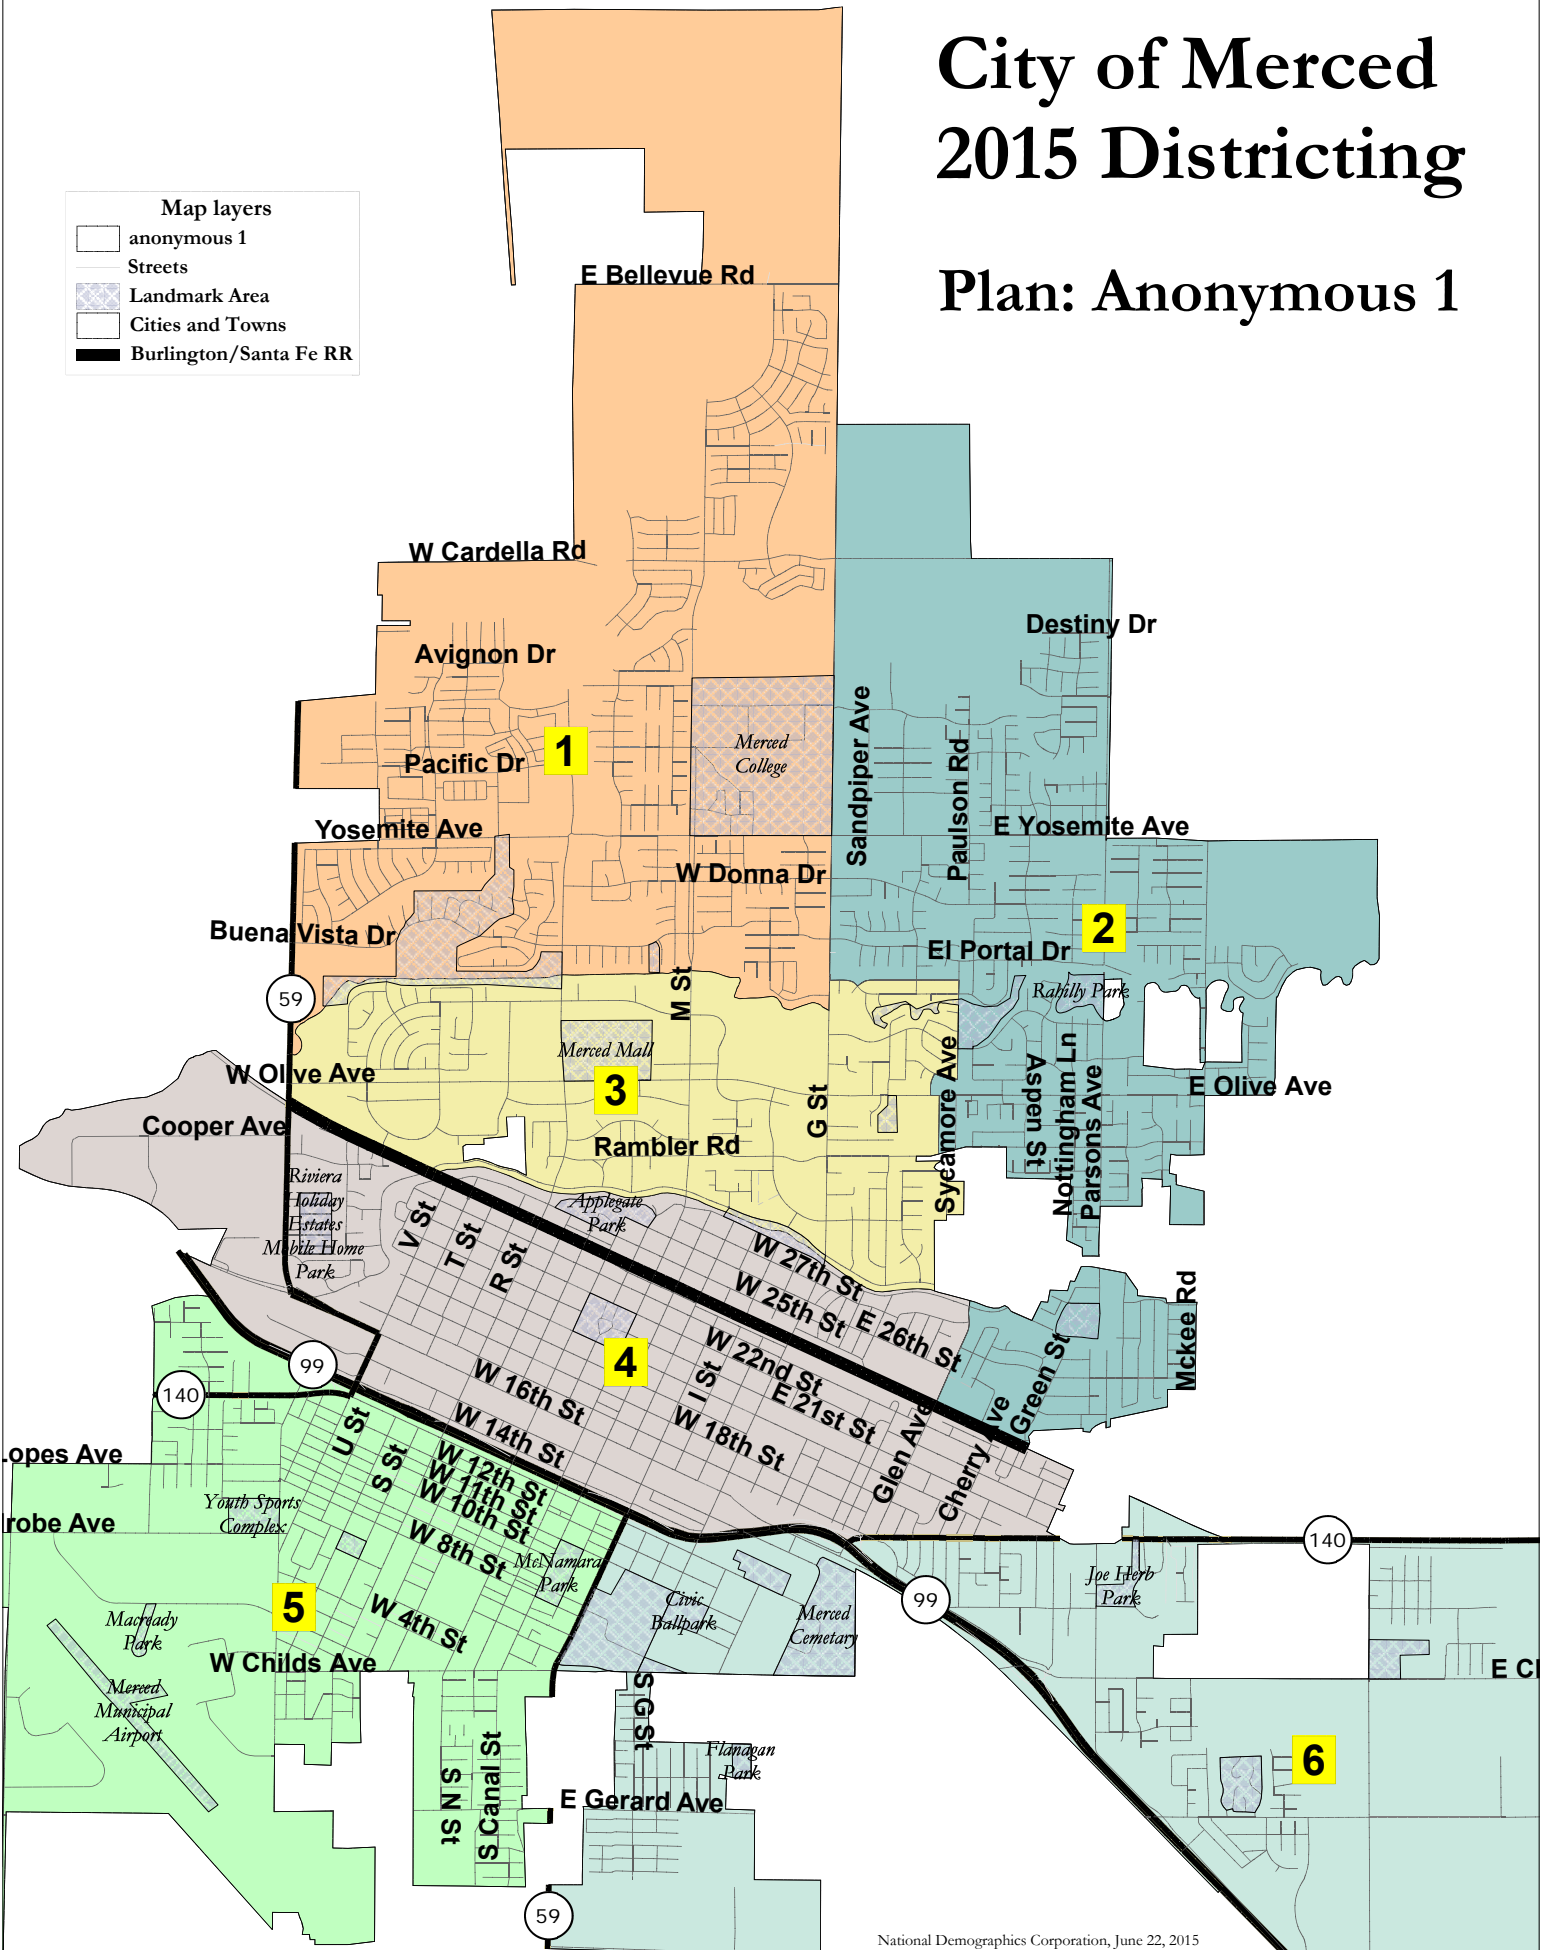 City of Merced
2015 Districting
Plan: Anonymous 1
Map layers
anonymous 1
Streets
Landmark Area
Cities and Towns
Burlington/Santa Fe RR
E Bellevue Rd
W Cardella Rd
Destiny Dr
Avignon Dr
Sandpiper Ave
Paulson Rd
Merced
College
1
Pacific Dr
Yosemite Ave
E Yosemite Ave
W Donna Dr
Buena Vista Dr
2
El Portal Dr
M St
Rahilly Park
59
Merced Mall
W Olive Ave
3
G St
Sycamore Ave
Aspen St
Nottingham Ln
Parsons Ave
E Olive Ave
Cooper Ave
Rambler Rd
Riviera
Holiday
Estates
Mobile Home
Park
Applegate
Park
V St
T St
R St
W 27th St
W 25th St
E 26th St
Mckee Rd
Green St
W 22nd St
E 21st St
I St
4
99
140
W 16th St
W 14th St
W 18th St
Glen Ave
Cherry
ve
U St
S St
W 12th St
W 11th St
W 10th St
W 8th St
W 4th St
opes Ave
robe Ave
Youth Sports
Complex
McNamara
Park
140
99
Joe Herb
Park
Civic
Ballpark
Merced
Cemetary
5
Macready
Park
Merced
Municipal
Airport
W Childs Ave
E C
S G St
S N St
S Canal St
Flanagan
Park
E Gerard Ave
6
59
National Demographics Corporation, June 22, 2015